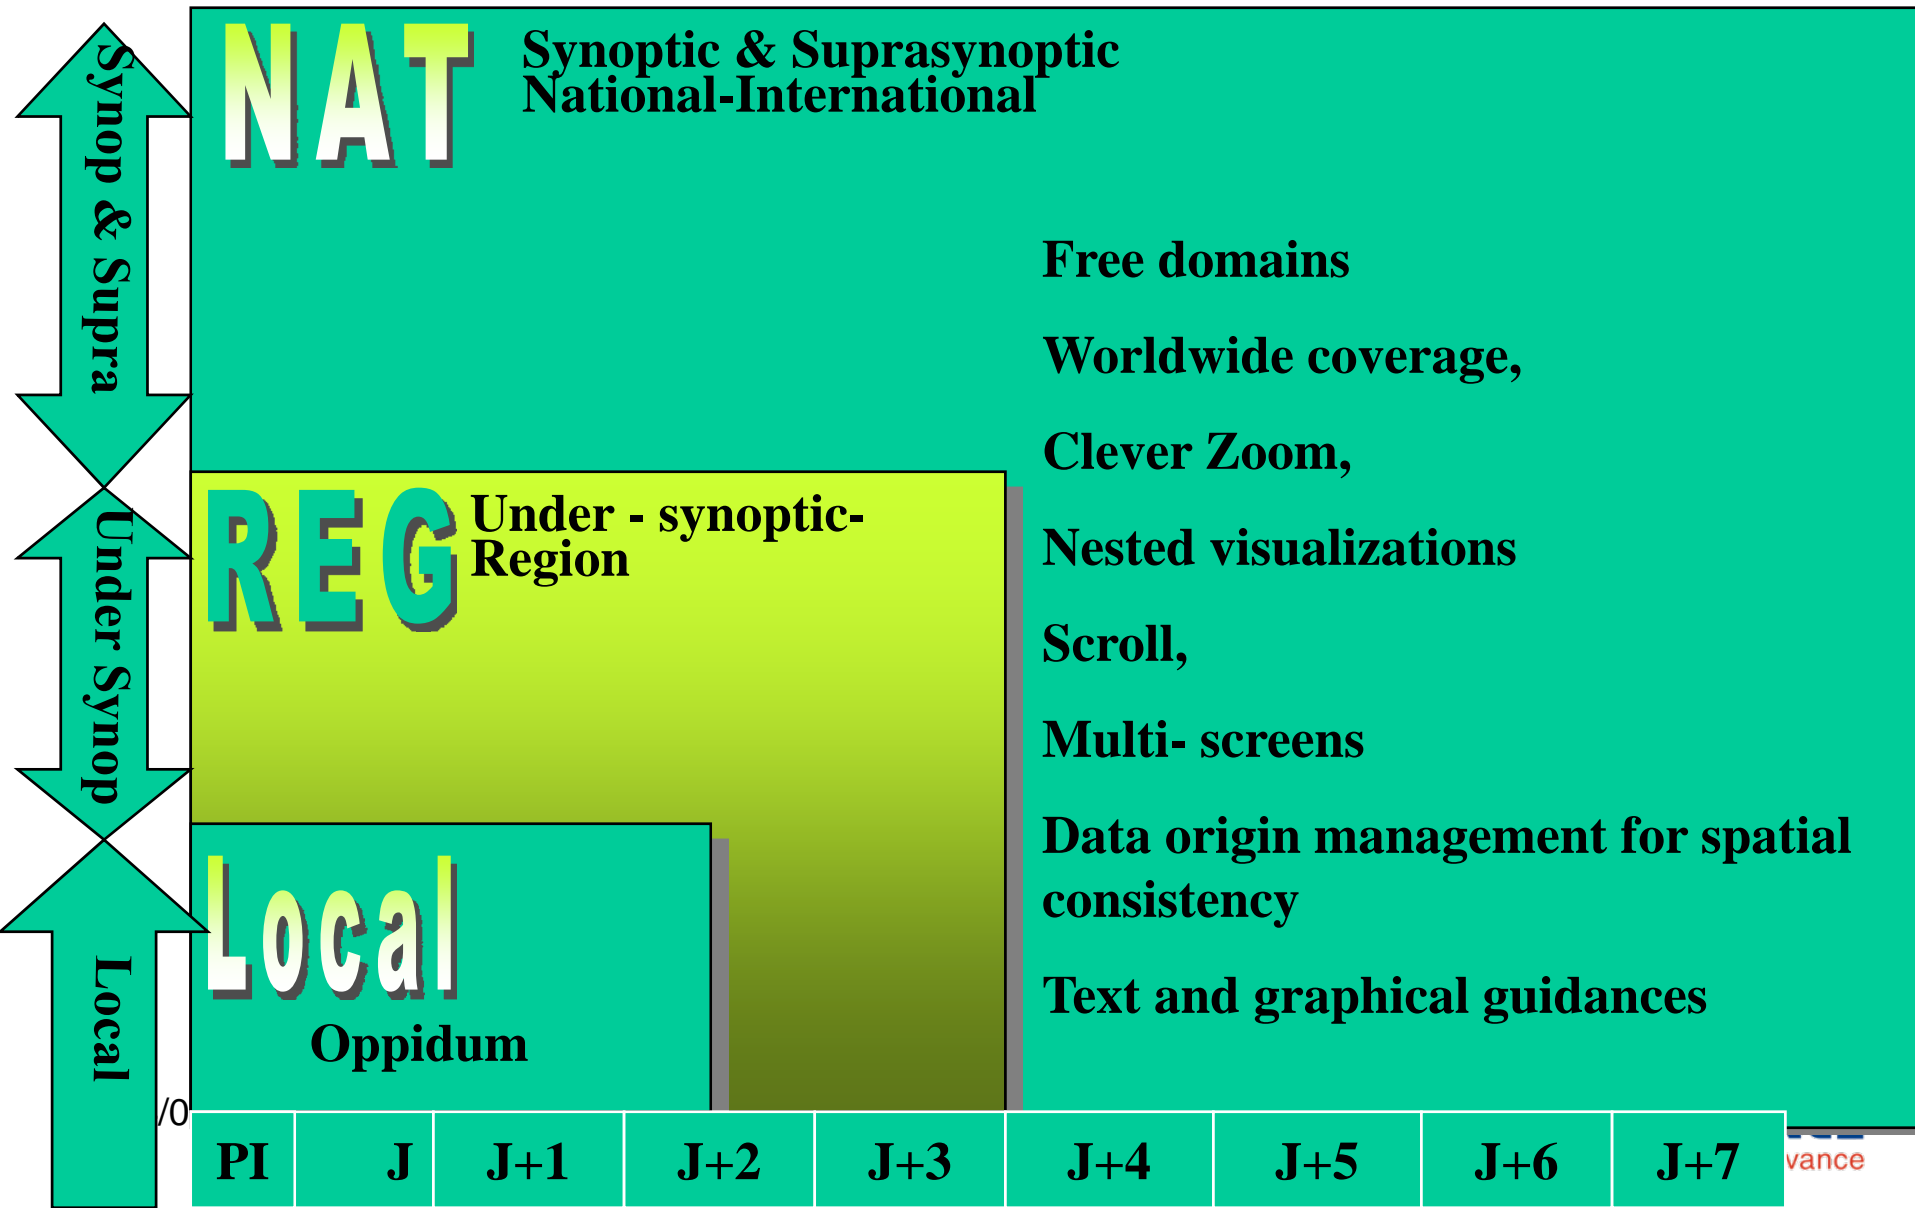 NAT
Synoptic & Suprasynoptic
National-International
Synop & Supra
Free domains
Worldwide coverage,
Clever Zoom,
Nested visualizations
Scroll,
Multi- screens
Data origin management for spatial
consistency
Text and graphical guidances
REG
Under - synoptic-
Region
Under Synop
Local
Oppidum
Local
/0
PI J J+1 J+2 J+3 J+4 J+5 J+6 J+7
vance